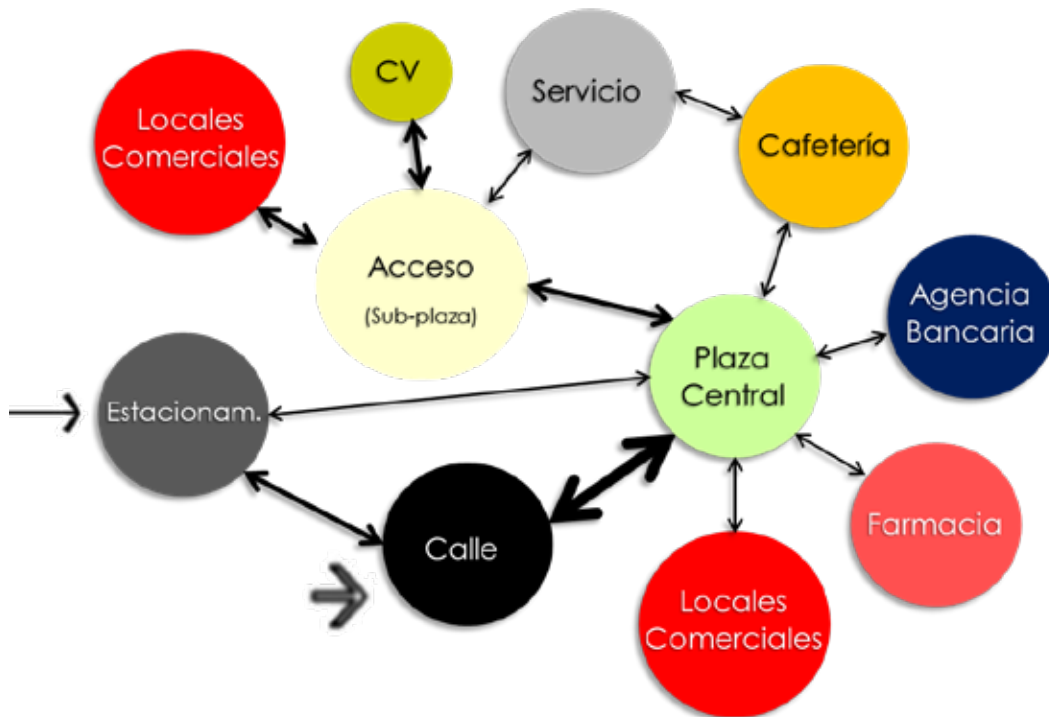 CV
Servicio
Locales
Comerciales
Cafetería
Acceso
(Sub-plaza)
Agencia
Bancaria
Plaza
Central
Estacionam.
Calle
Farmacia
Locales
Comerciales